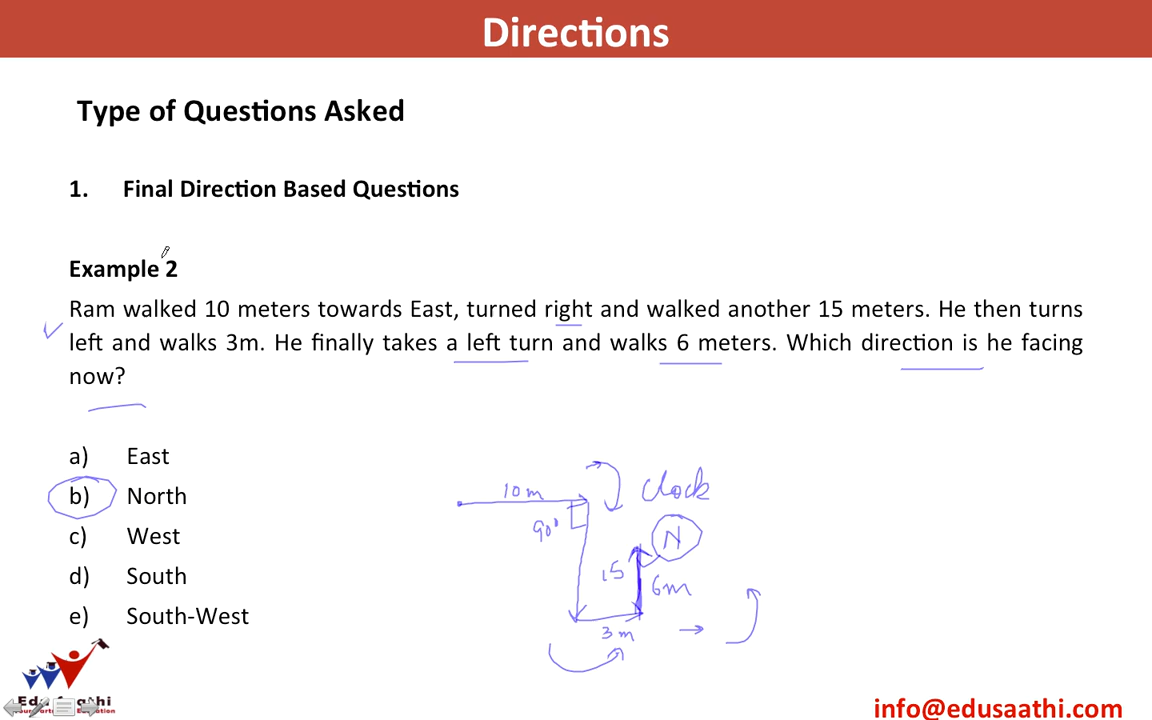 Directions
Type of Questions Asked
1. Final Direction Based Questions
Example 2
Ram walked 10 meters towards East, turned right and walked another 15 meters. He then turns
left and walks 3m. He finally takes a left turn and walks 6 meters. Which direction is he facing
now?
a) East
b) North
c) West
d) South
e) South-West
10m
clock
90°
N
15
6m
3m
info@edusaathi.com